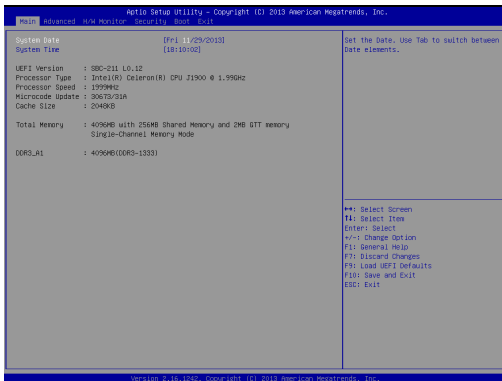 Aptio Setup Utility – Copyright (C) 2013 American Megatrends, Inc.
Main Advanced H/W Monitor Security Boot Exit
System Date [Fri 11/29/2013]
System Time [18:10:02]
UEFI Version : SBC-211 L0.12
Processor Type : Intel(R) Celeron(R) CPU J1900 @ 1.99GHz
Processor Speed : 1999MHz
Microcode Update : 30673/31A
Cache Size : 2048KB
Total Memory : 4096MB with 256MB Shared Memory and 2MB GTT memory
Single-Channel Memory Mode
DDR3_A1 : 4096MB(DDR3-1333)
Set the Date. Use Tab to switch between
Date elements.
↔: Select Screen
↑↓: Select Item
Enter: Select
+/-: Change Option
F1: General Help
F7: Discard Changes
F9: Load UEFI Defaults
F10: Save and Exit
ESC: Exit
Version 2.16.1242. Copyright (C) 2013 American Megatrends, Inc.